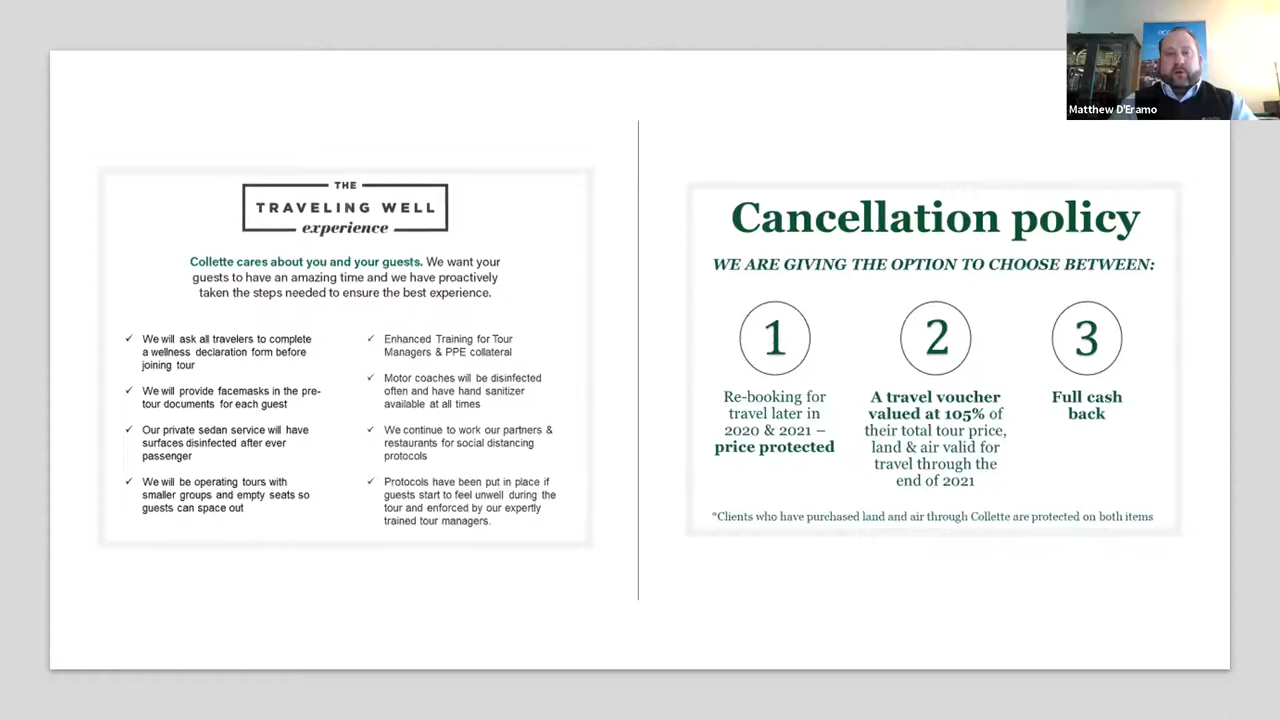 Matthew D'Eramo
THE
TRAVELING WELL
experience
Collette cares about you and your guests. We want your
guests to have an amazing time and we have proactively
taken the steps needed to ensure the best experience.
✓ We will ask all travelers to complete
a wellness declaration form before
joining tour
✓ We will provide facemasks in the pre-
tour documents for each guest
✓ Our private sedan service will have
surfaces disinfected after ever
passenger
✓ We will be operating tours with
smaller groups and empty seats so
guests can space out
✓ Enhanced Training for Tour
Managers & PPE collateral
✓ Motor coaches will be disinfected
often and have hand sanitizer
available at all times
✓ We continue to work our partners &
restaurants for social distancing
protocols
✓ Protocols have been put in place if
guests start to feel unwell during the
tour and enforced by our expertly
trained tour managers.
Cancellation policy
WE ARE GIVING THE OPTION TO CHOOSE BETWEEN:
1
Re-booking for
travel later in
2020 & 2021 –
price protected
2
A travel voucher
valued at 105% of
their total tour price,
land & air valid for
travel through the
end of 2021
3
Full cash
back
*Clients who have purchased land and air through Collette are protected on both items